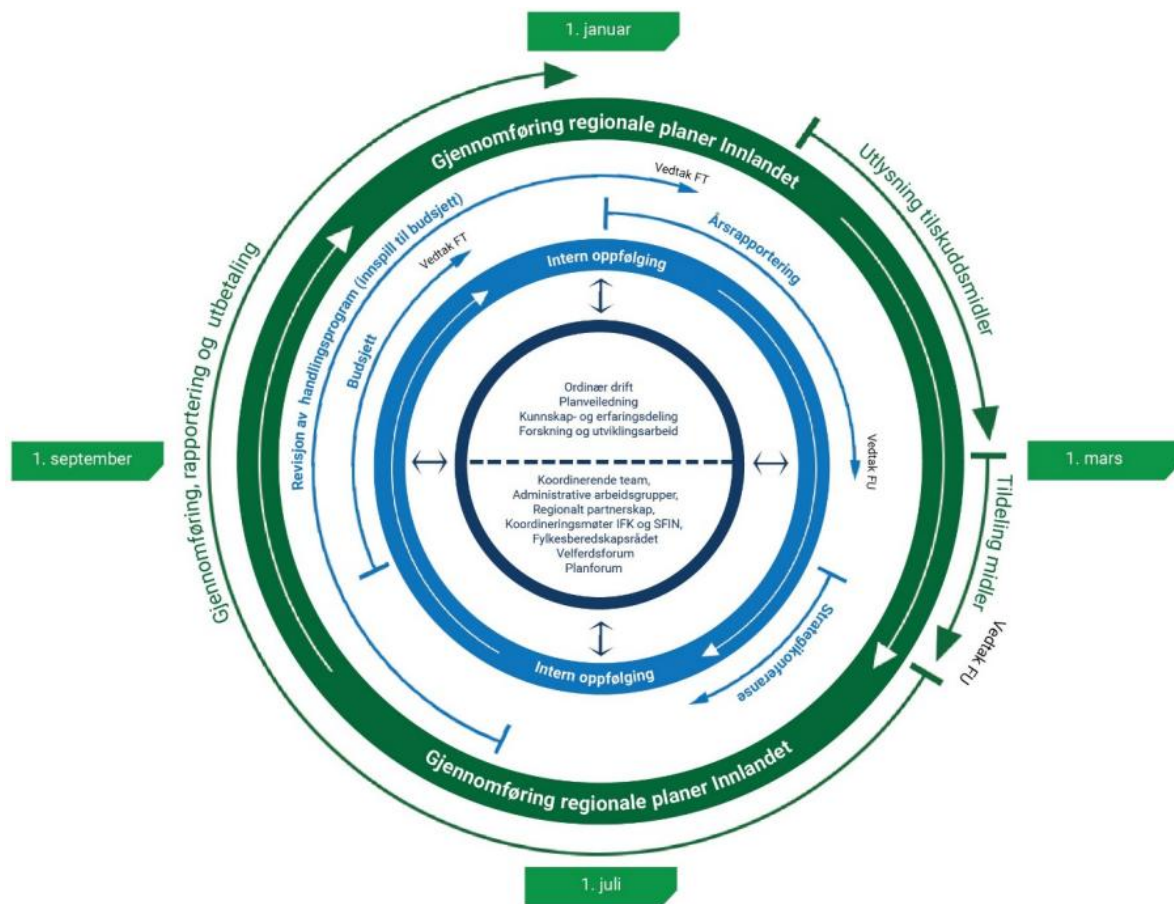 1. januar
Gjennomføring regionale planer Innlandet
Utlysning tilskuddsmidler
Vedtak FT
Årsrapportering
Revisjon av handlingsprogram (innspill til budsjett)
Vedtak FT
Budsjett
Intern oppfølging
Gjennomføring, rapportering og utbetaling
Ordinær drift
Planveiledning
Kunnskap- og erfaringsdeling
Forskning og utviklingsarbeid
1. september
Vedtak FU
1. mars
Koordinerende team,
Administrative arbeidsgrupper,
Regionalt partnerskap,
Koordineringsmøter IFK og SFIN,
Fylkesberedskapsrådet
Velferdsforum
Planforum
Tildeling midler
Vedtak FU
Strategikonferanse
Intern oppfølging
Gjennomføring regionale planer Innlandet
1. juli